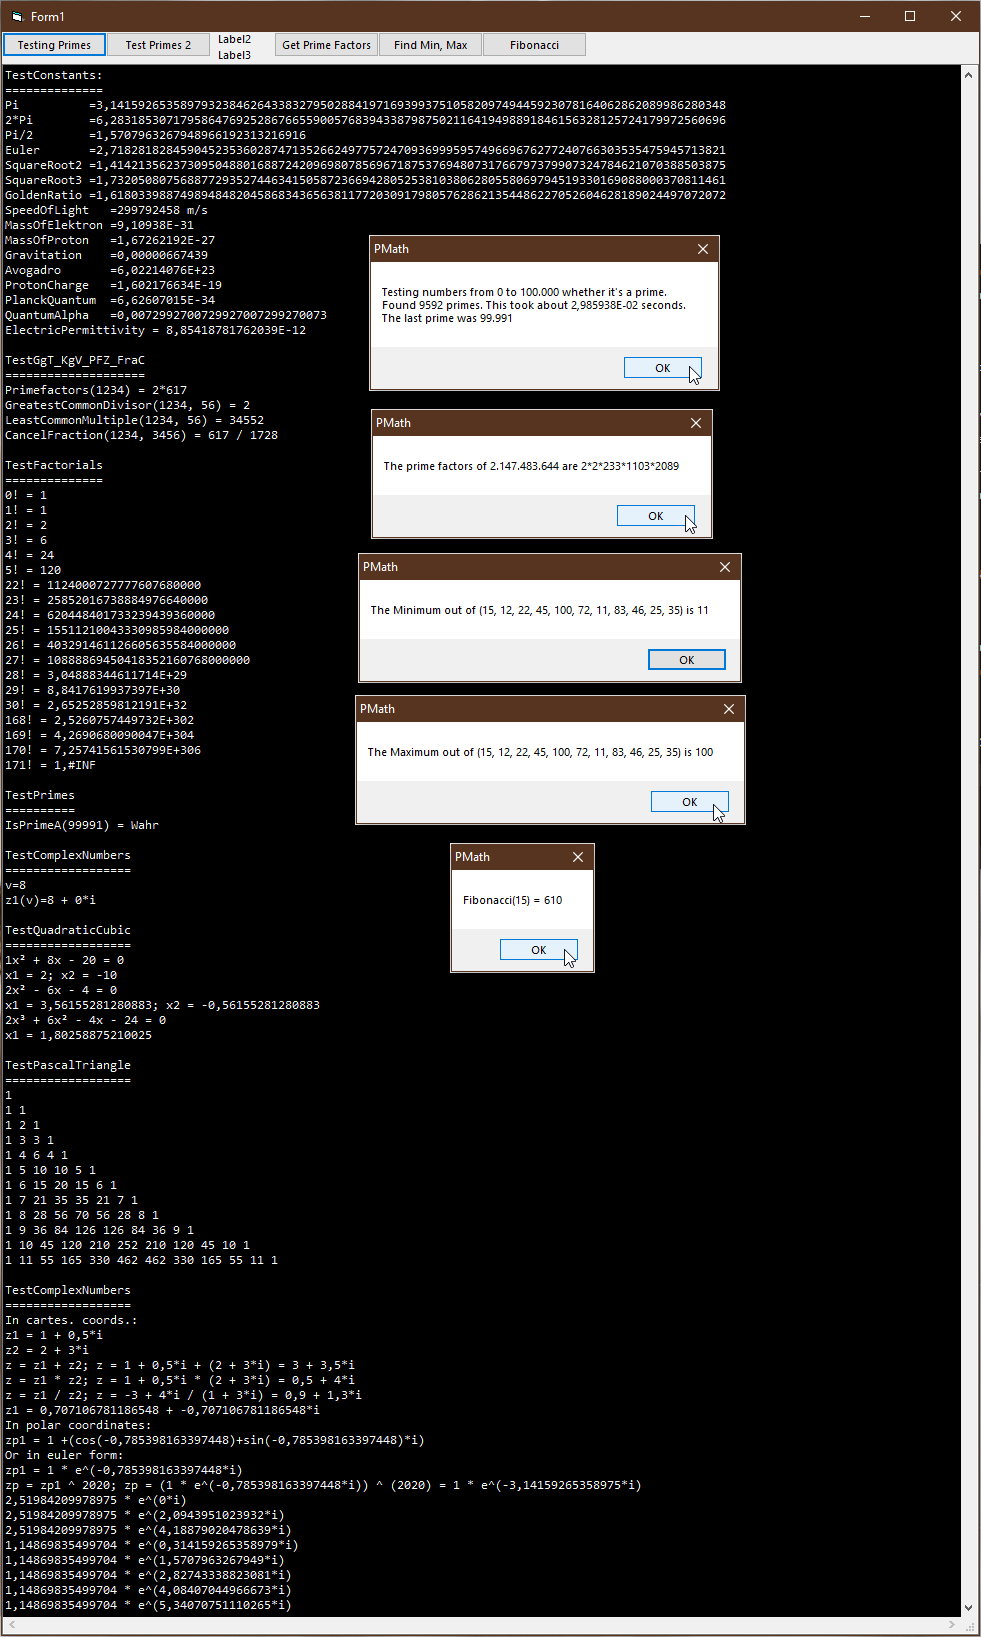 Form1
Testing Primes
Test Primes 2
Label2
Label3
Get Prime Factors
Find Min, Max
Fibonacci
TestConstants:
==============
Pi          =3,1415926535897932384626433832795028841971693993751058209749445923078164062862089986280348
2*Pi        =6,2831853071795864769252867665590057683943387987502116419498891846156328125724179972560696
Pi/2        =1,5707963267948966192313216916
Euler       =2,7182818284590452353602874713526624977572470936999595749669676277240766303535475945713821
SquareRoot2 =1,4142135623730950488016887242096980785696718753769480731766797379907324784621070388503875
SquareRoot3 =1,7320508075688772935274463415058723669428052538103806280558069794519330169088000370811461
GoldenRatio =1,6180339887498948482045868343656381177203091798057628621354486227052604628189024497072072
SpeedOfLight   =299792458 m/s
MassOfElektron =9,10938E-31
MassOfProton   =1,67262192E-27
Gravitation    =0,00000667439
Avogadro       =6,02214076E+23
ProtonCharge   =1,602176634E-19
PlanckQuantum  =6,62607015E-34
QuantumAlpha   =0,0072992700729927007299270073
ElectricPermittivity = 8,85418781762039E-12
TestGgT_KgV_PFZ_FraC
====================
Primefactors(1234) = 2*617
GreatestCommonDivisor(1234, 56) = 2
LeastCommonMultiple(1234, 56) = 34552
CancelFraction(1234, 3456) = 617 / 1728
TestFactorials
==============
0! = 1
1! = 1
2! = 2
3! = 6
4! = 24
5! = 120
22! = 1124000727777607680000
23! = 25852016738884976640000
24! = 620448401733239439360000
25! = 15511210043330985984000000
26! = 403291461126605635584000000
27! = 10888869450418352160768000000
28! = 3,04888344611714E+29
29! = 8,8417619937397E+30
30! = 2,65252859812191E+32
168! = 2,5260757449732E+302
169! = 4,2690680090047E+304
170! = 7,25741561530799E+306
171! = 1,#INF
TestPrimes
==========
IsPrimeA(99991) = Wahr
TestComplexNumbers
==================
v=8
z1(v)=8 + 0*i
TestQuadraticCubic
==================
1x² + 8x - 20 = 0
x1 = 2; x2 = -10
2x² - 6x - 4 = 0
x1 = 3,56155281280883; x2 = -0,56155281280883
2x³ + 6x² - 4x - 24 = 0
x1 = 1,80258875210025
TestPascalTriangle
==================
1
1 1
1 2 1
1 3 3 1
1 4 6 4 1
1 5 10 10 5 1
1 6 15 20 15 6 1
1 7 21 35 35 21 7 1
1 8 28 56 70 56 28 8 1
1 9 36 84 126 126 84 36 9 1
1 10 45 120 210 252 210 120 45 10 1
1 11 55 165 330 462 462 330 165 55 11 1
TestComplexNumbers
==================
In cartes. coords.:
z1 = 1 + 0,5*i
z2 = 2 + 3*i
z = z1 + z2; z = 1 + 0,5*i + (2 + 3*i) = 3 + 3,5*i
z = z1 * z2; z = 1 + 0,5*i * (2 + 3*i) = 0,5 + 4*i
z = z1 / z2; z = -3 + 4*i / (1 + 3*i) = 0,9 + 1,3*i
z1 = 0,707106781186548 + -0,707106781186548*i
In polar coordinates:
zp1 = 1 +(cos(-0,785398163397448)+sin(-0,785398163397448)*i)
Or in euler form:
zp1 = 1 * e^(-0,785398163397448*i)
zp = zp1 ^ 2020; zp = (1 * e^(-0,785398163397448*i)) ^ (2020) = 1 * e^(-3,14159265358975*i)
2,51984209978975 * e^(0*i)
2,51984209978975 * e^(2,0943951023932*i)
2,51984209978975 * e^(4,18879020478639*i)
1,14869835499704 * e^(0,314159265358979*i)
1,14869835499704 * e^(1,5707963267949*i)
1,14869835499704 * e^(2,82743338823081*i)
1,14869835499704 * e^(4,08407044966673*i)
1,14869835499704 * e^(5,34070751110265*i)
PMath
Testing numbers from 0 to 100.000 whether it's a prime.
Found 9592 primes. This took about 2,985938E-02 seconds.
The last prime was 99.991
OK
PMath
The prime factors of 2.147.483.644 are 2*2*233*1103*2089
OK
PMath
The Minimum out of (15, 12, 22, 45, 100, 72, 11, 83, 46, 25, 35) is 11
OK
PMath
The Maximum out of (15, 12, 22, 45, 100, 72, 11, 83, 46, 25, 35) is 100
OK
PMath
Fibonacci(15) = 610
OK